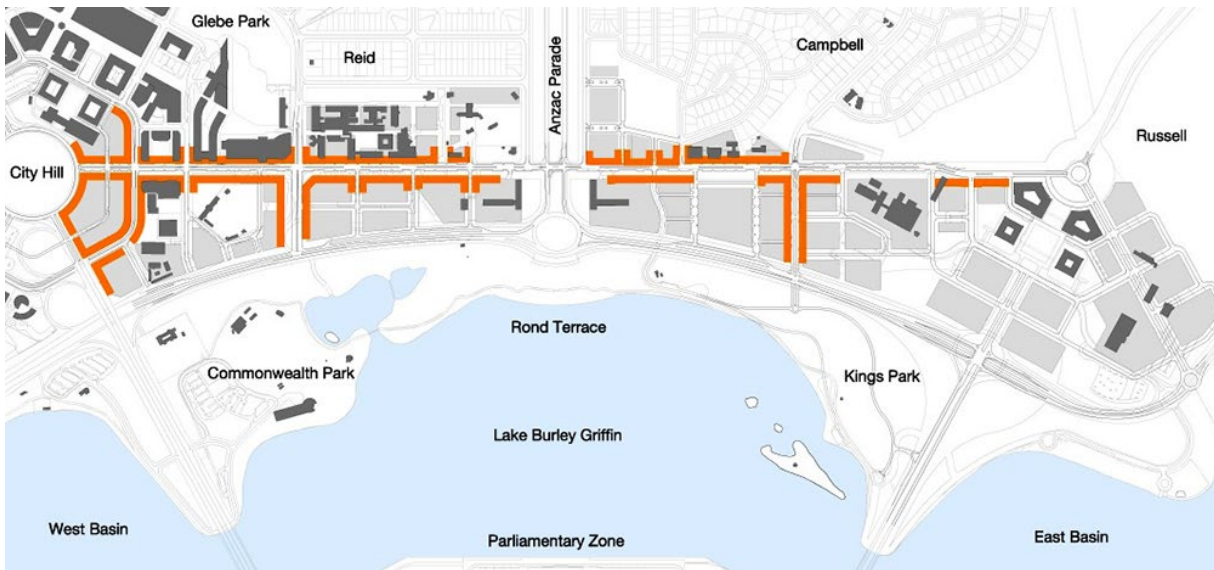 Glebe Park
Reid
Anzac Parade
Campbell
Russell
City Hill
Rond Terrace
Commonwealth Park
Kings Park
Lake Burley Griffin
West Basin
Parliamentary Zone
East Basin